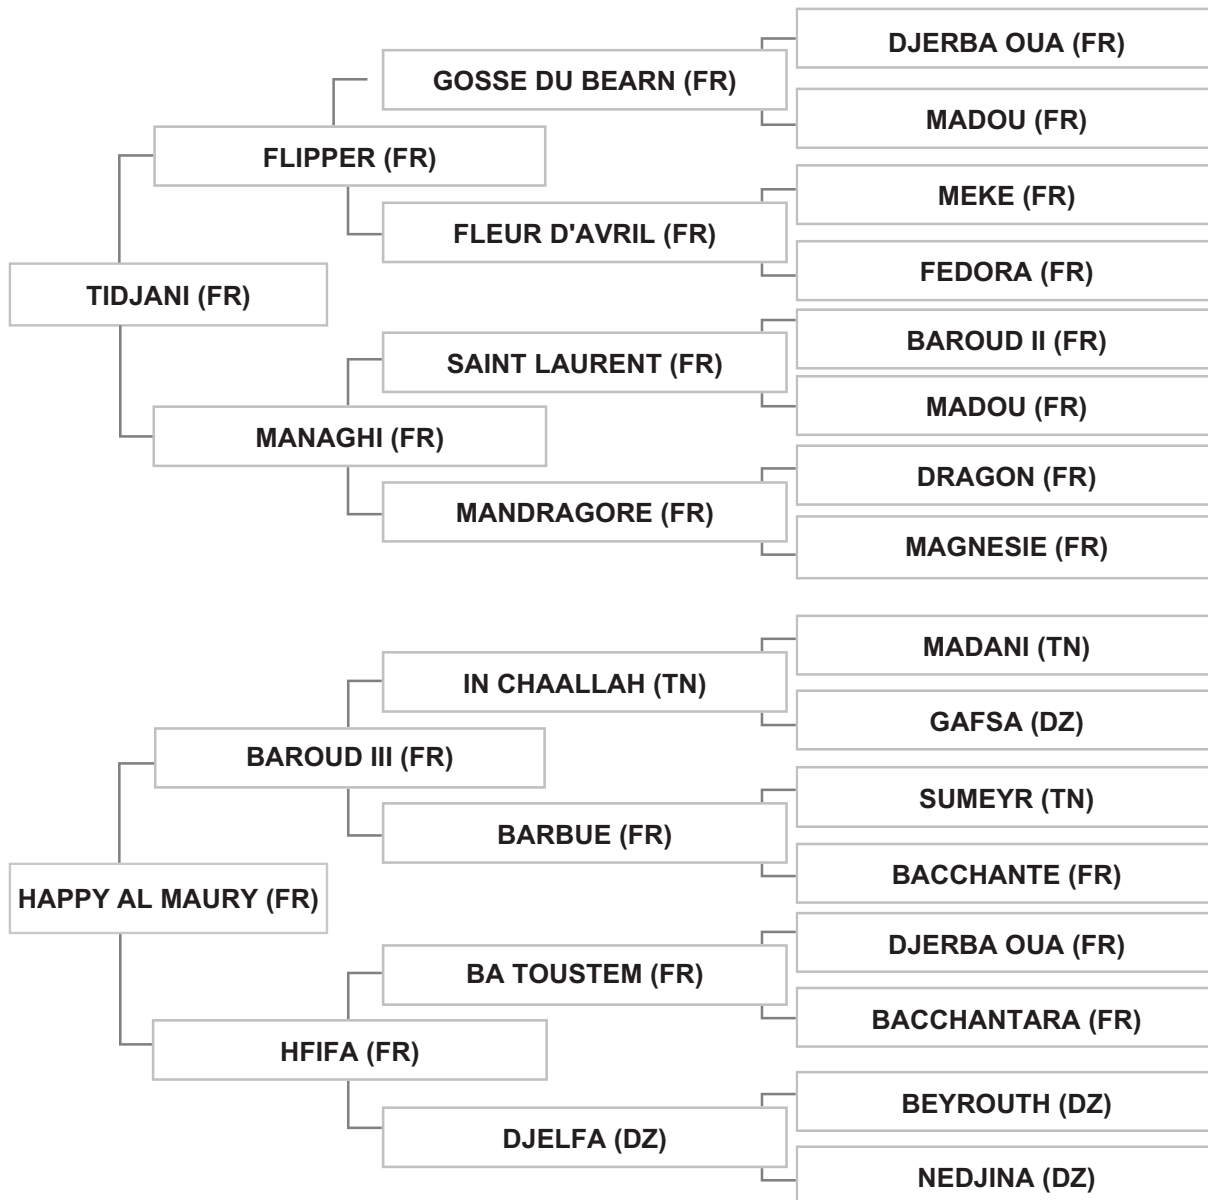 DJERBA OUA (FR)
GOSSE DU BEARN (FR)
MADOU (FR)
FLIPPER (FR)
MEKE (FR)
FLEUR D'AVRIL (FR)
FEDORA (FR)
TIDJANI (FR)
BAROUD II (FR)
SAINT LAURENT (FR)
MADOU (FR)
MANAGHI (FR)
DRAGON (FR)
MANDRAGORE (FR)
MAGNESIE (FR)
MADANI (TN)
IN CHAALLAH (TN)
GAFSA (DZ)
BAROUD III (FR)
SUMEYR (TN)
BARBUE (FR)
BACCHANTE (FR)
HAPPY AL MAURY (FR)
DJERBA OUA (FR)
BA TOUSTEM (FR)
BACCHANTARA (FR)
HFIFA (FR)
BEYROUTH (DZ)
DJELFA (DZ)
NEDJINA (DZ)